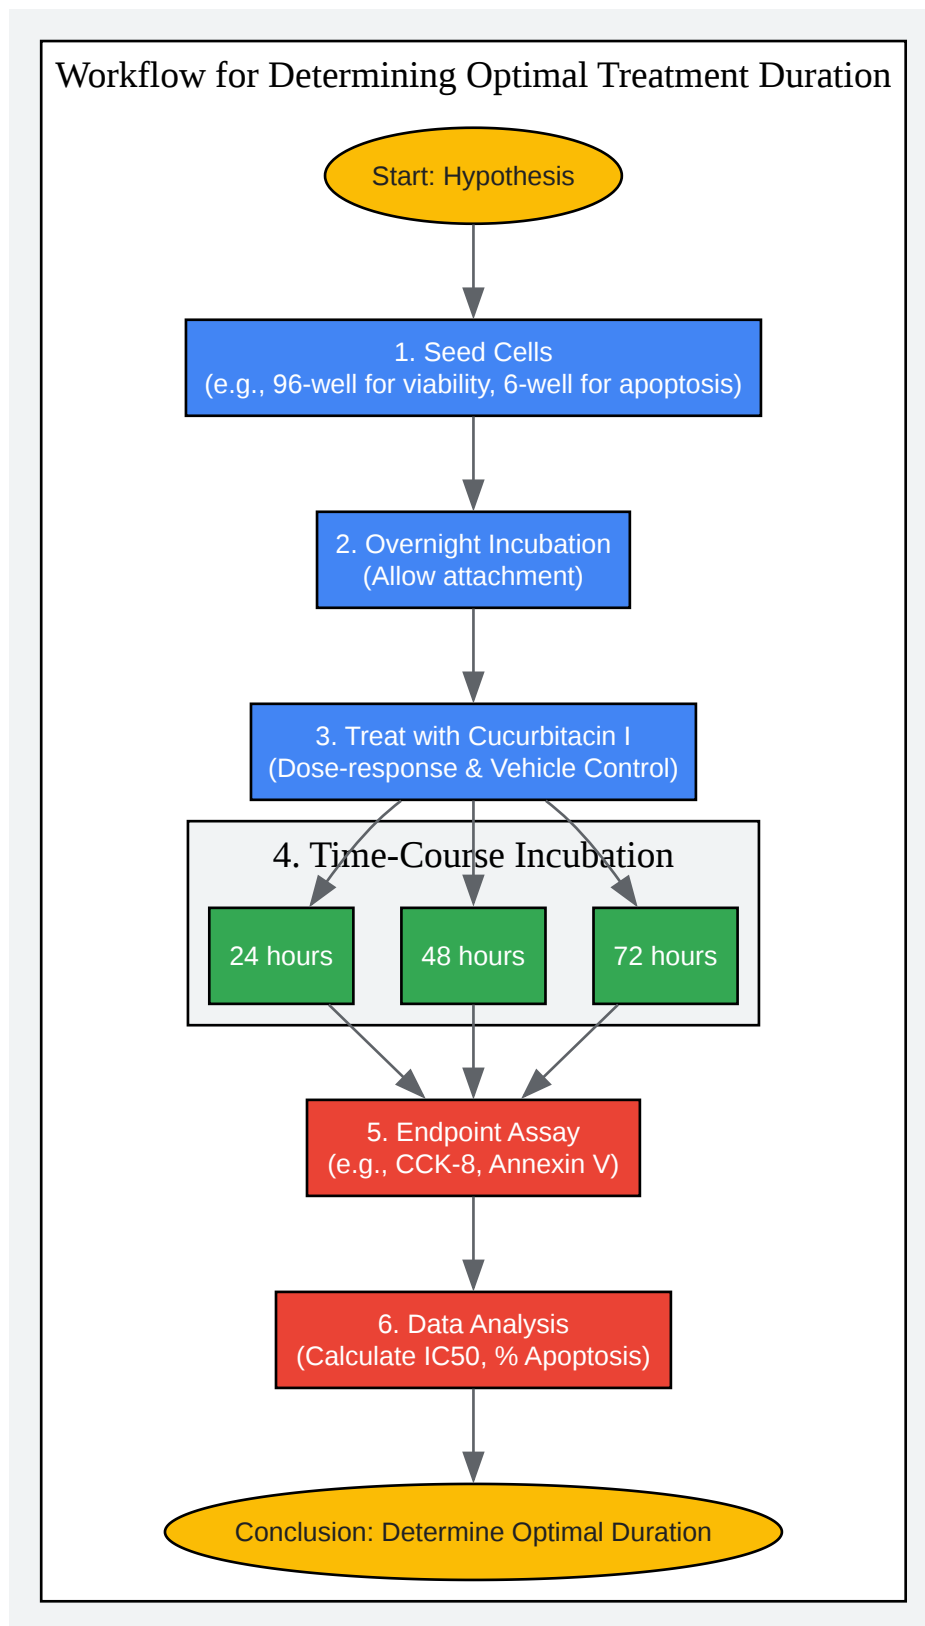 Workflow for Determining Optimal Treatment Duration
Start: Hypothesis
1. Seed Cells
(e.g., 96-well for viability, 6-well for apoptosis)
2. Overnight Incubation
(Allow attachment)
3. Treat with Cucurbitacin I
(Dose-response & Vehicle Control)
4. Time-Course Incubation
24 hours
48 hours
72 hours
5. Endpoint Assay
(e.g., CCK-8, Annexin V)
6. Data Analysis
(Calculate IC50, % Apoptosis)
Conclusion: Determine Optimal Duration